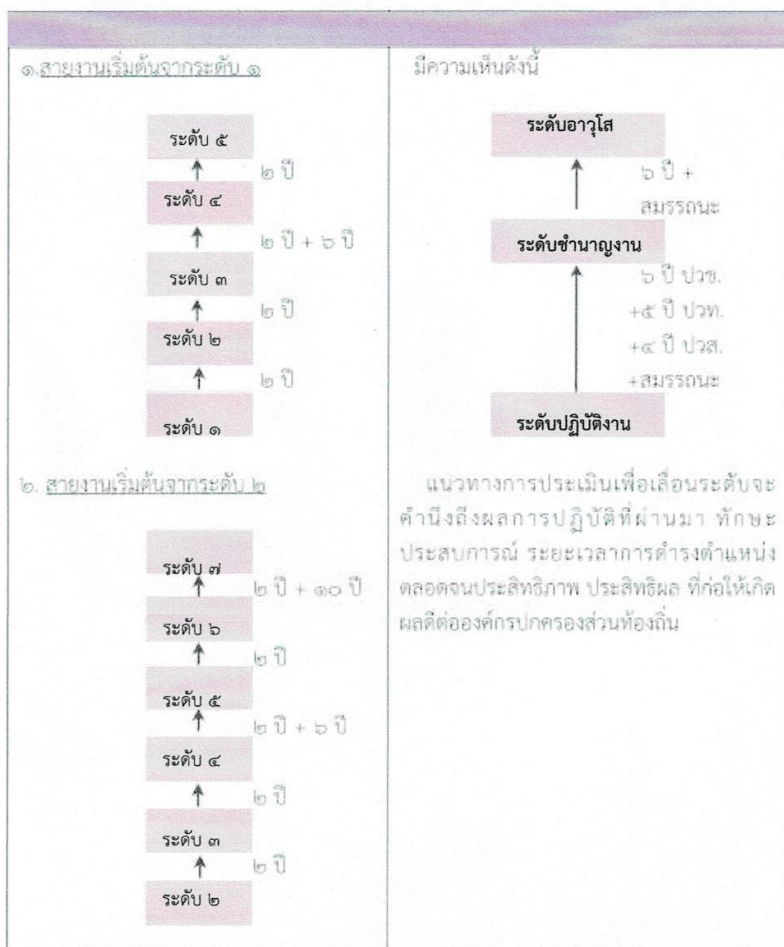 ๑.สายงานเริ่มต้นจากระดับ ๑
ระดับ ๕
๒ ปี
ระดับ ๔
๒ ปี + ๖ ปี
ระดับ ๓
๒ ปี
ระดับ ๒
๒ ปี
ระดับ ๑
๒. สายงานเริ่มต้นจากระดับ ๒
ระดับ ๗
๒ ปี + ๑๐ ปี
ระดับ ๖
๒ ปี
ระดับ ๕
๒ ปี + ๖ ปี
ระดับ ๔
๒ ปี
ระดับ ๓
๒ ปี
ระดับ ๒
มีความเห็นดังนี้
ระดับอาวุโส
๖ ปี +
สมรรถนะ
ระดับชำนาญงาน
๖ ปี ปวช.
+๕ ปี ปวท.
+๔ ปี ปวส.
+สมรรถนะ
ระดับปฏิบัติงาน
แนวทางการประเมินเพื่อเลื่อนระดับจะ
คำนึงถึงผลการปฏิบัติที่ผ่านมา ทักษะ
ประสบการณ์ ระยะเวลาการดำรงตำแหน่ง
ตลอดจนประสิทธิภาพ ประสิทธิผล ที่ก่อให้เกิด
ผลดีต่อองค์กรปกครองส่วนท้องถิ่น